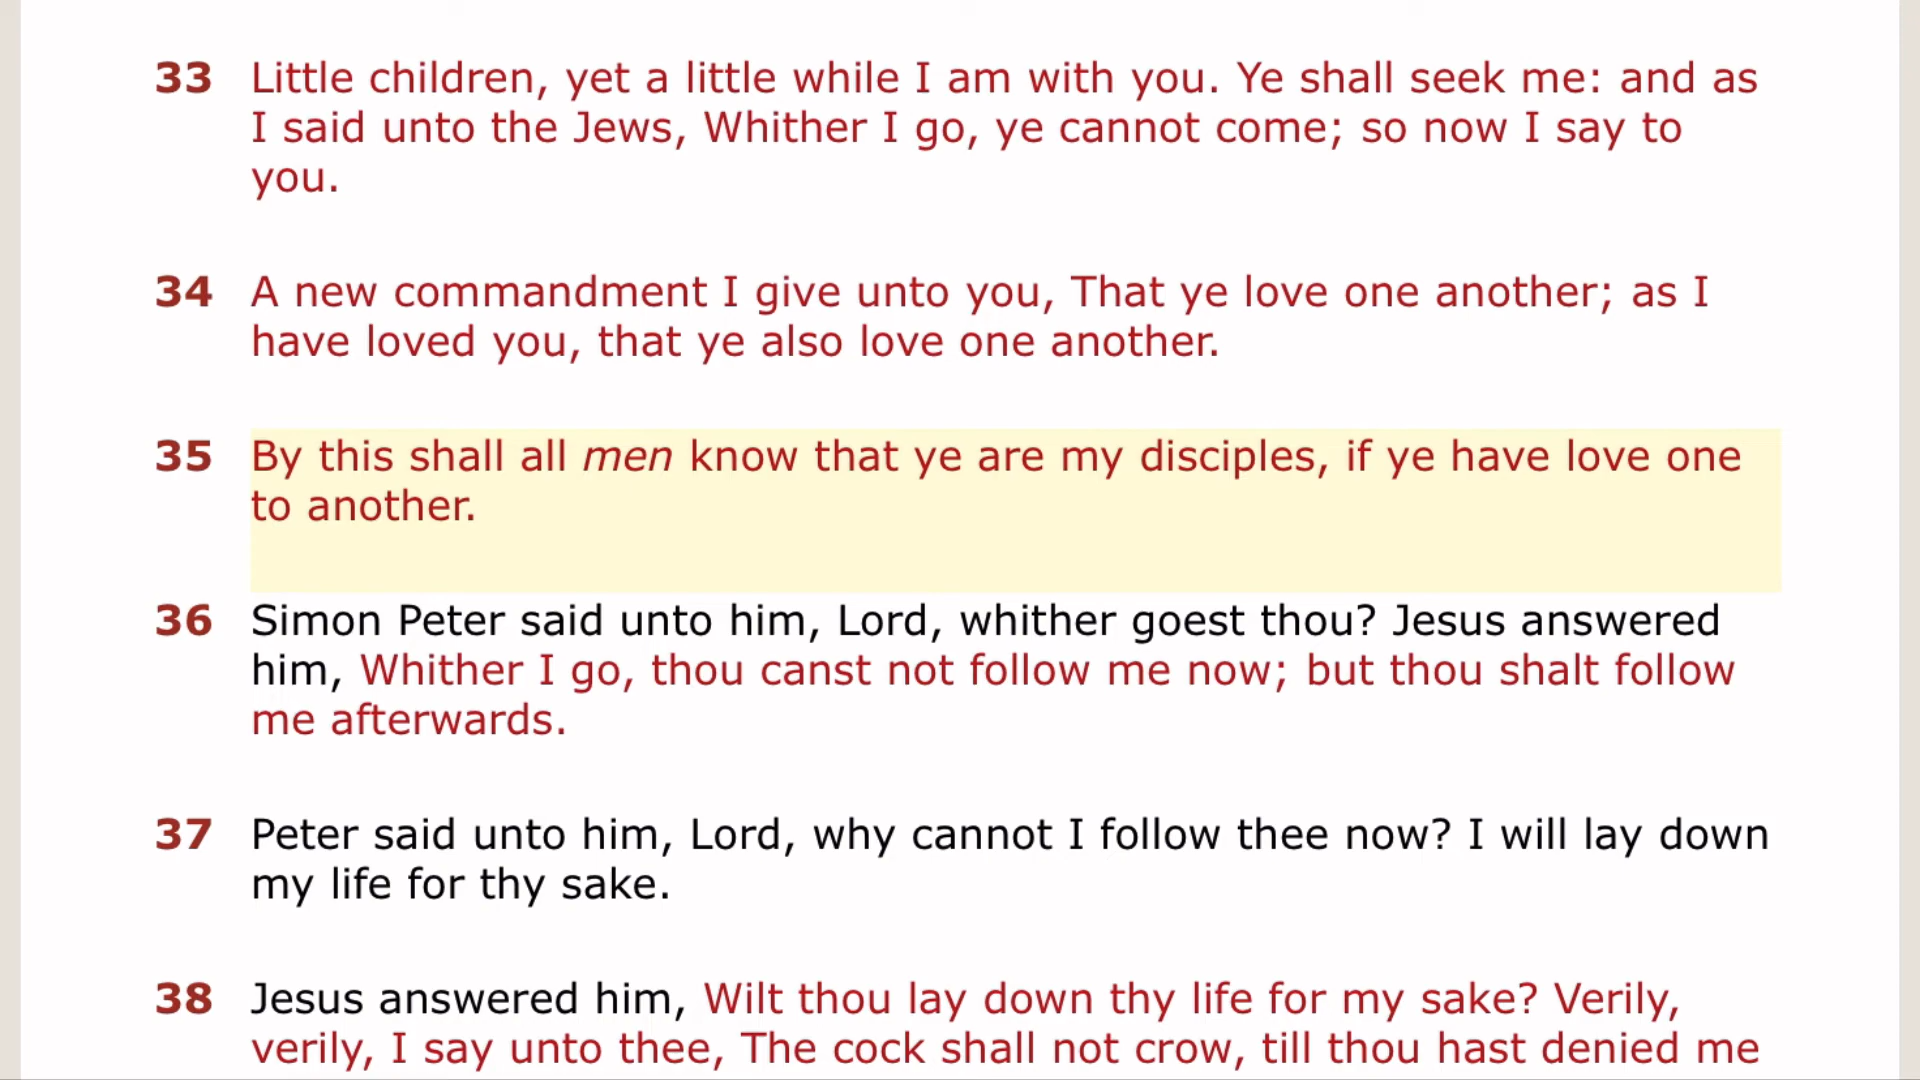 33 Little children, yet a little while I am with you. Ye shall seek me: and as
I said unto the Jews, Whither I go, ye cannot come; so now I say to
you.
34 A new commandment I give unto you, That ye love one another; as I
have loved you, that ye also love one another.
35 By this shall all men know that ye are my disciples, if ye have love one
to another.
36 Simon Peter said unto him, Lord, whither goest thou? Jesus answered
him, Whither I go, thou canst not follow me now; but thou shalt follow
me afterwards.
37 Peter said unto him, Lord, why cannot I follow thee now? I will lay down
my life for thy sake.
38 Jesus answered him, Wilt thou lay down thy life for my sake? Verily,
verily, I say unto thee, The cock shall not crow, till thou hast denied me